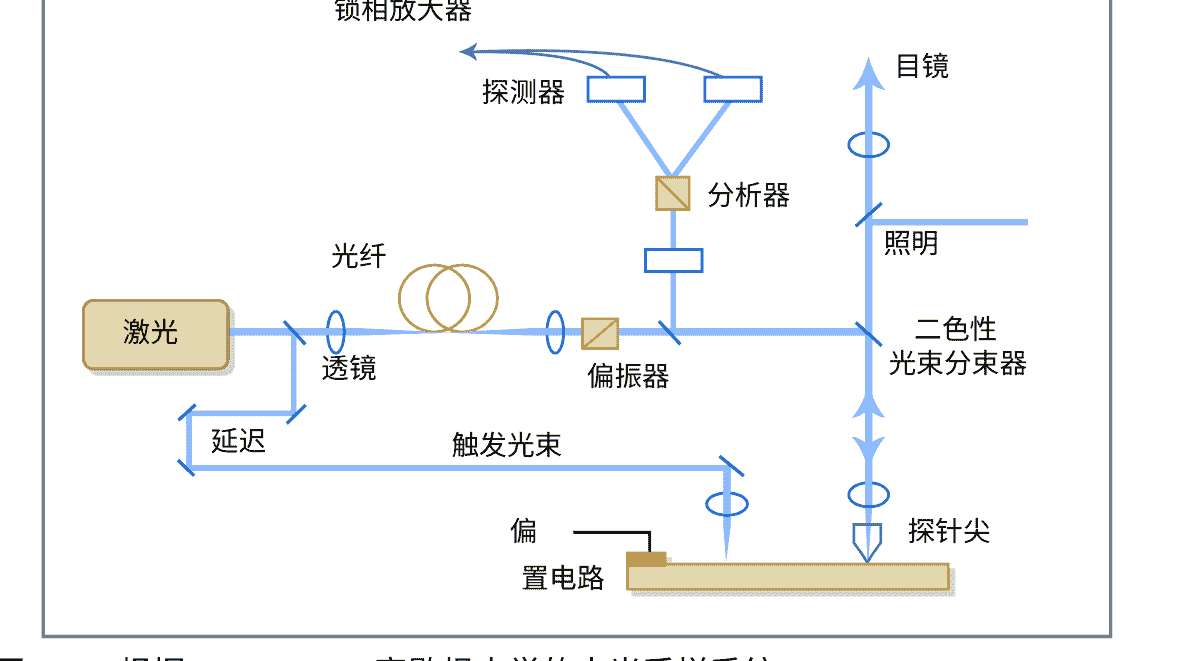 锁相放大器
目镜
探测器
分析器
照明
光纤
激光
二色性
光束分束器
透镜
偏振器
延迟
触发光束
偏
探针尖
置电路